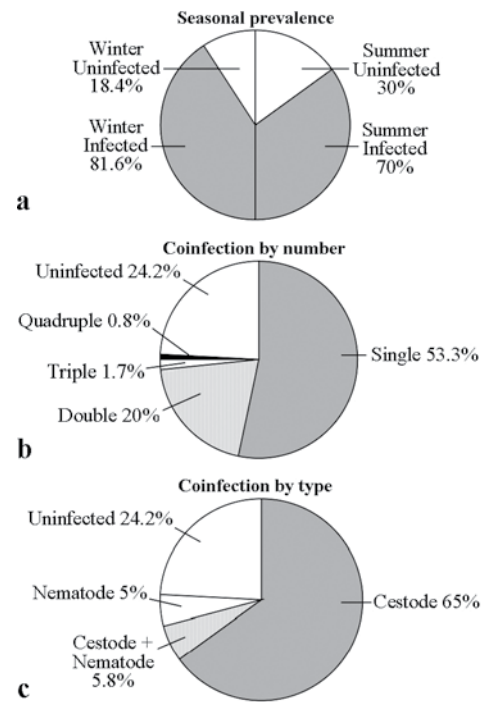 Seasonal prevalence
Winter
Uninfected
18.4%
Summer
Uninfected
30%
Winter
Infected
81.6%
Summer
Infected
70%
a
Coinfection by number
Uninfected 24.2%
Quadruple 0.8%
Single 53.3%
Triple 1.7%
Double 20%
b
Coinfection by type
Uninfected 24.2%
Nematode 5%
Cestode 65%
Cestode +
Nematode
5.8%
c